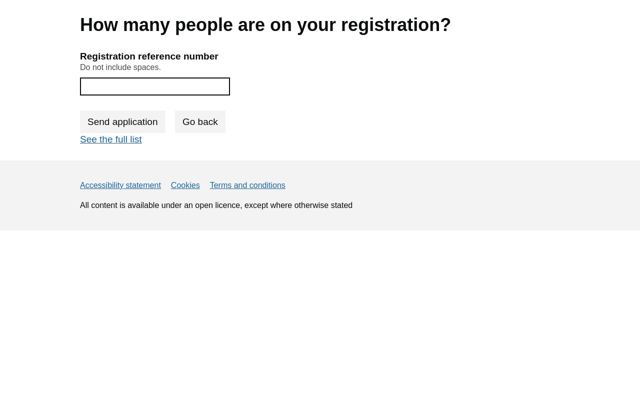 How many people are on your registration?
Registration reference number
Do not include spaces.
Send application Go back
See the full list
Accessibility statement Cookies Terms and conditions
All content is available under an open licence, except where otherwise stated